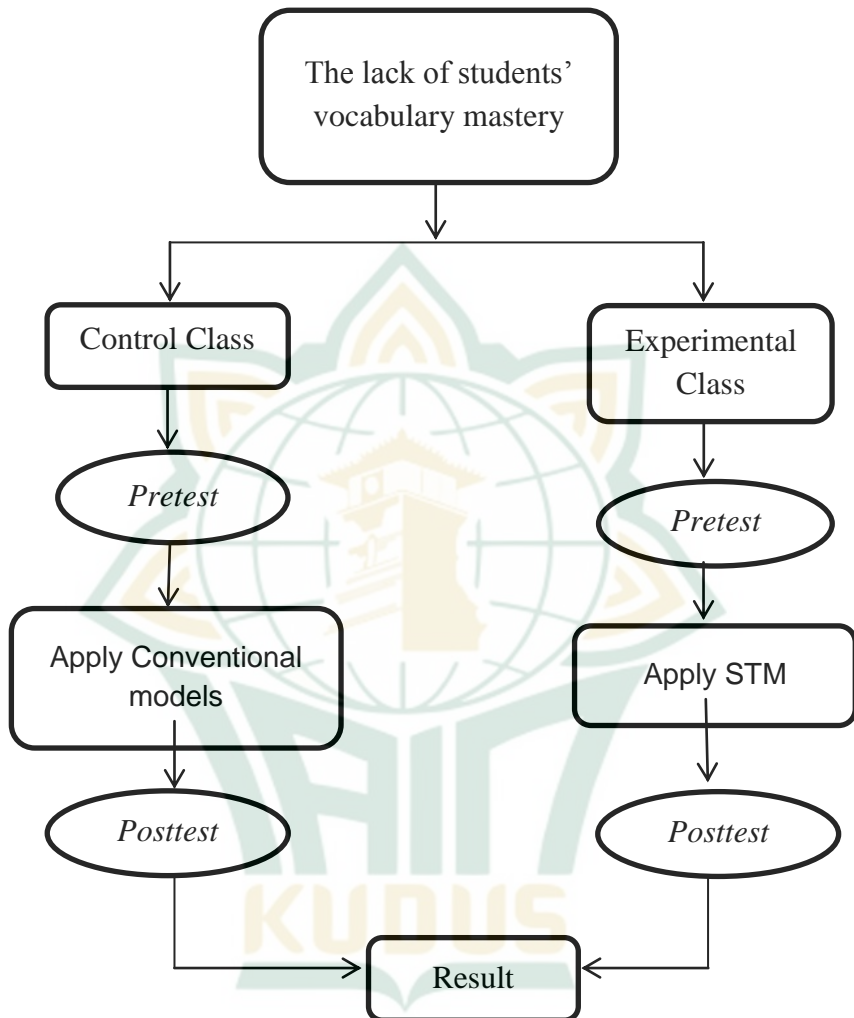 The lack of students’
vocabulary mastery
Control Class
Experimental
Class
Pretest
Pretest
Apply Conventional
models
Apply STM
Posttest
Posttest
Result
IAIN
KUDUS